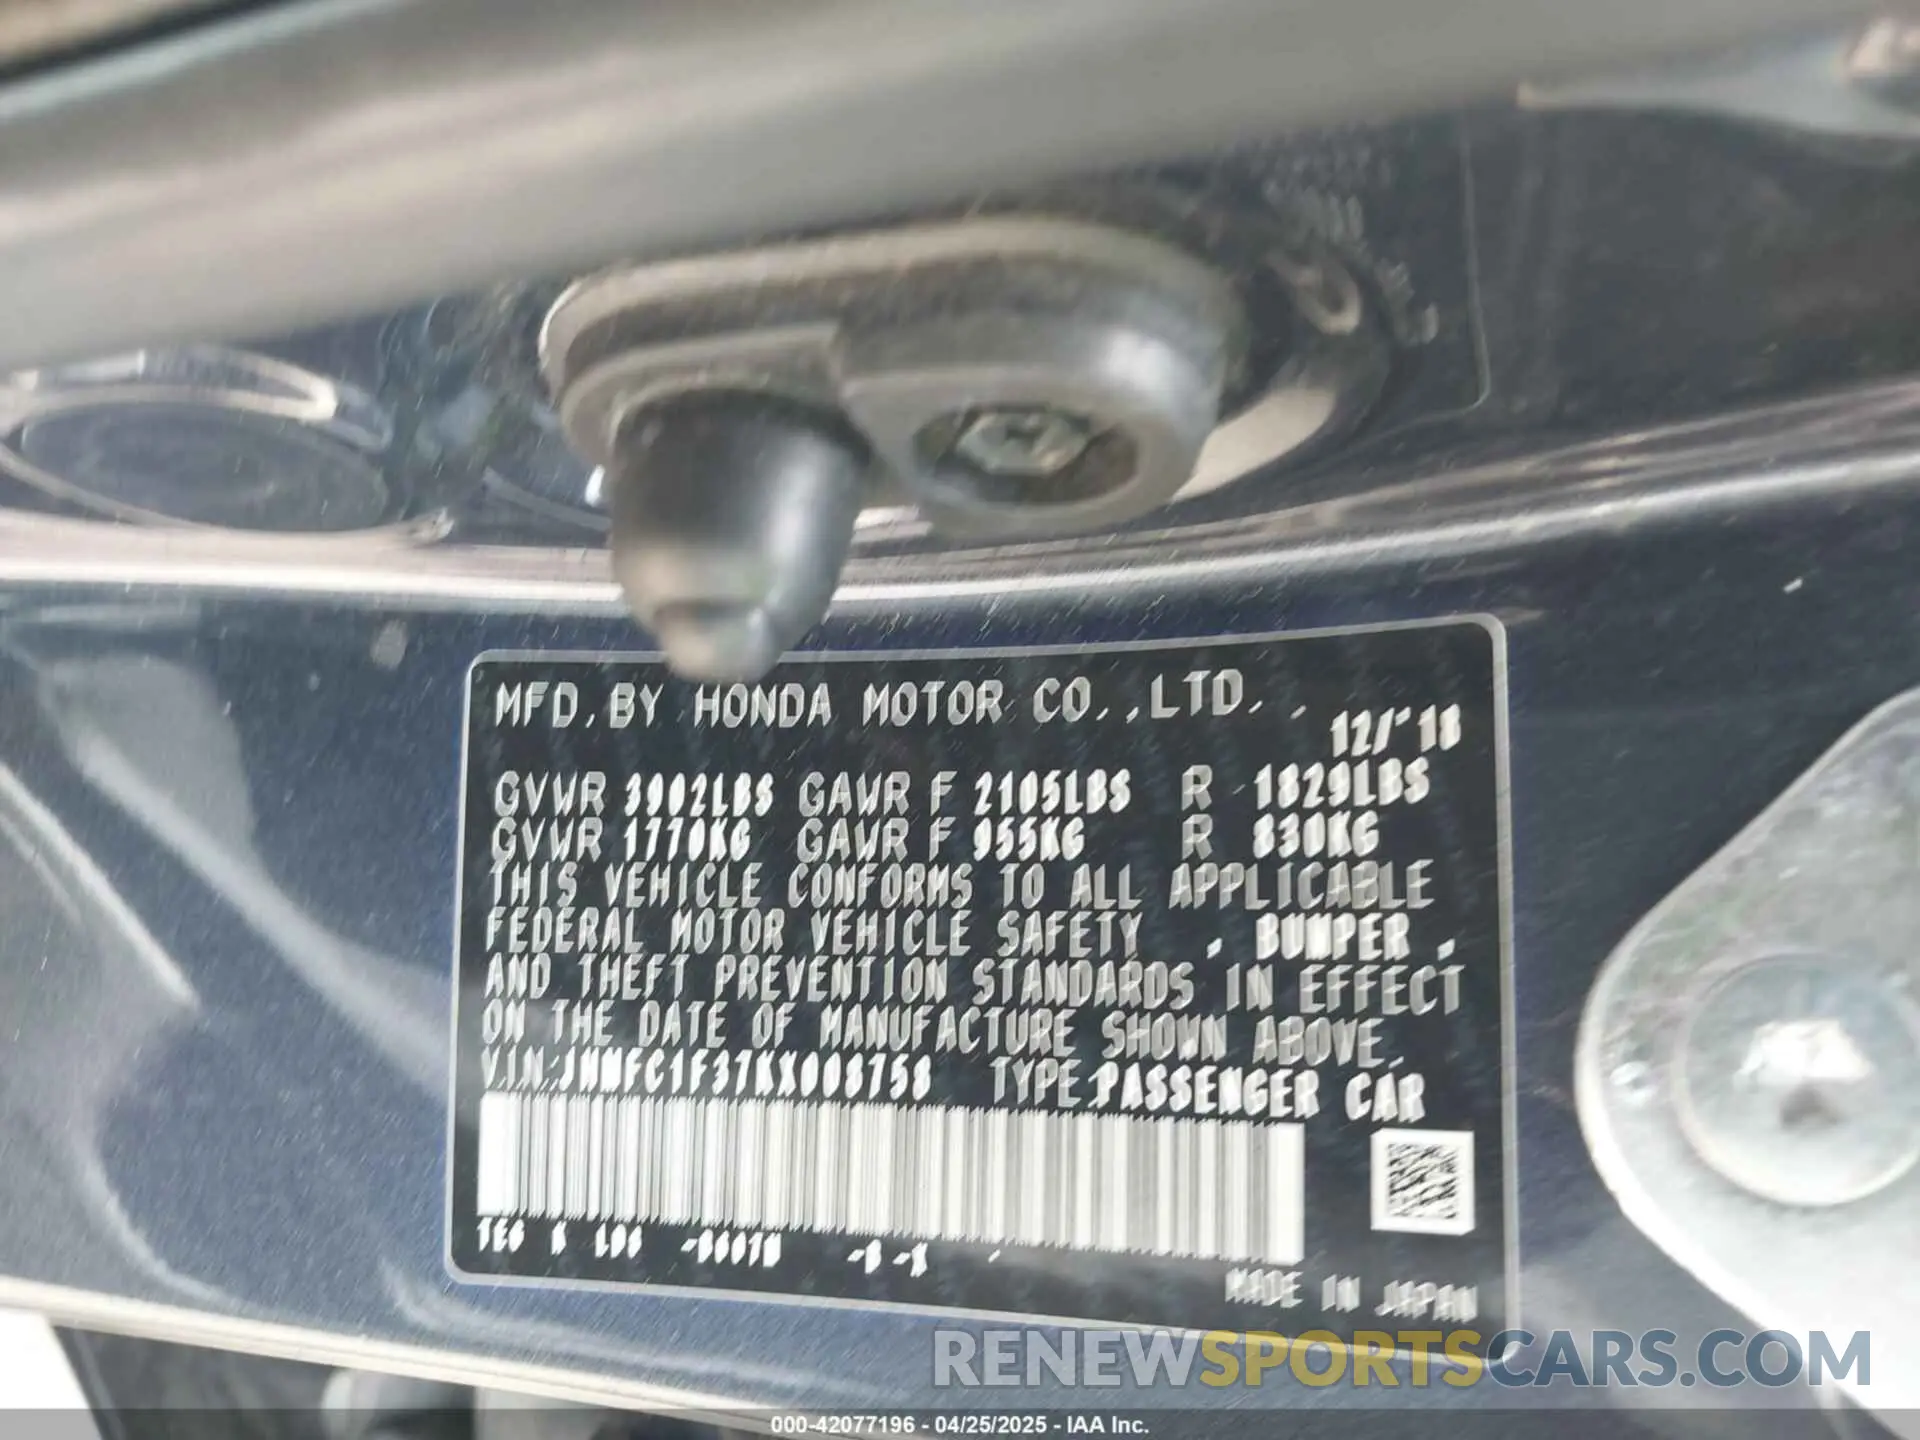 MFD. BY HONDA MOTOR CO., LTD.
12/'18
GVWR 3902LBS GAWR F 2105LBS R 1829LBS
GVWR 1770KG GAWR F 955KG R 830KG
THIS VEHICLE CONFORMS TO ALL APPLICABLE
FEDERAL MOTOR VEHICLE SAFETY , BUMPER ,
AND THEFT PREVENTION STANDARDS IN EFFECT
ON THE DATE OF MANUFACTURE SHOWN ABOVE.
V.I.N.: TYPE:PASSENGER CAR
MADE IN JAPAN
RENEWSPORTSCARS.COM
000-42077196 - 04/25/2025 - IAA Inc.